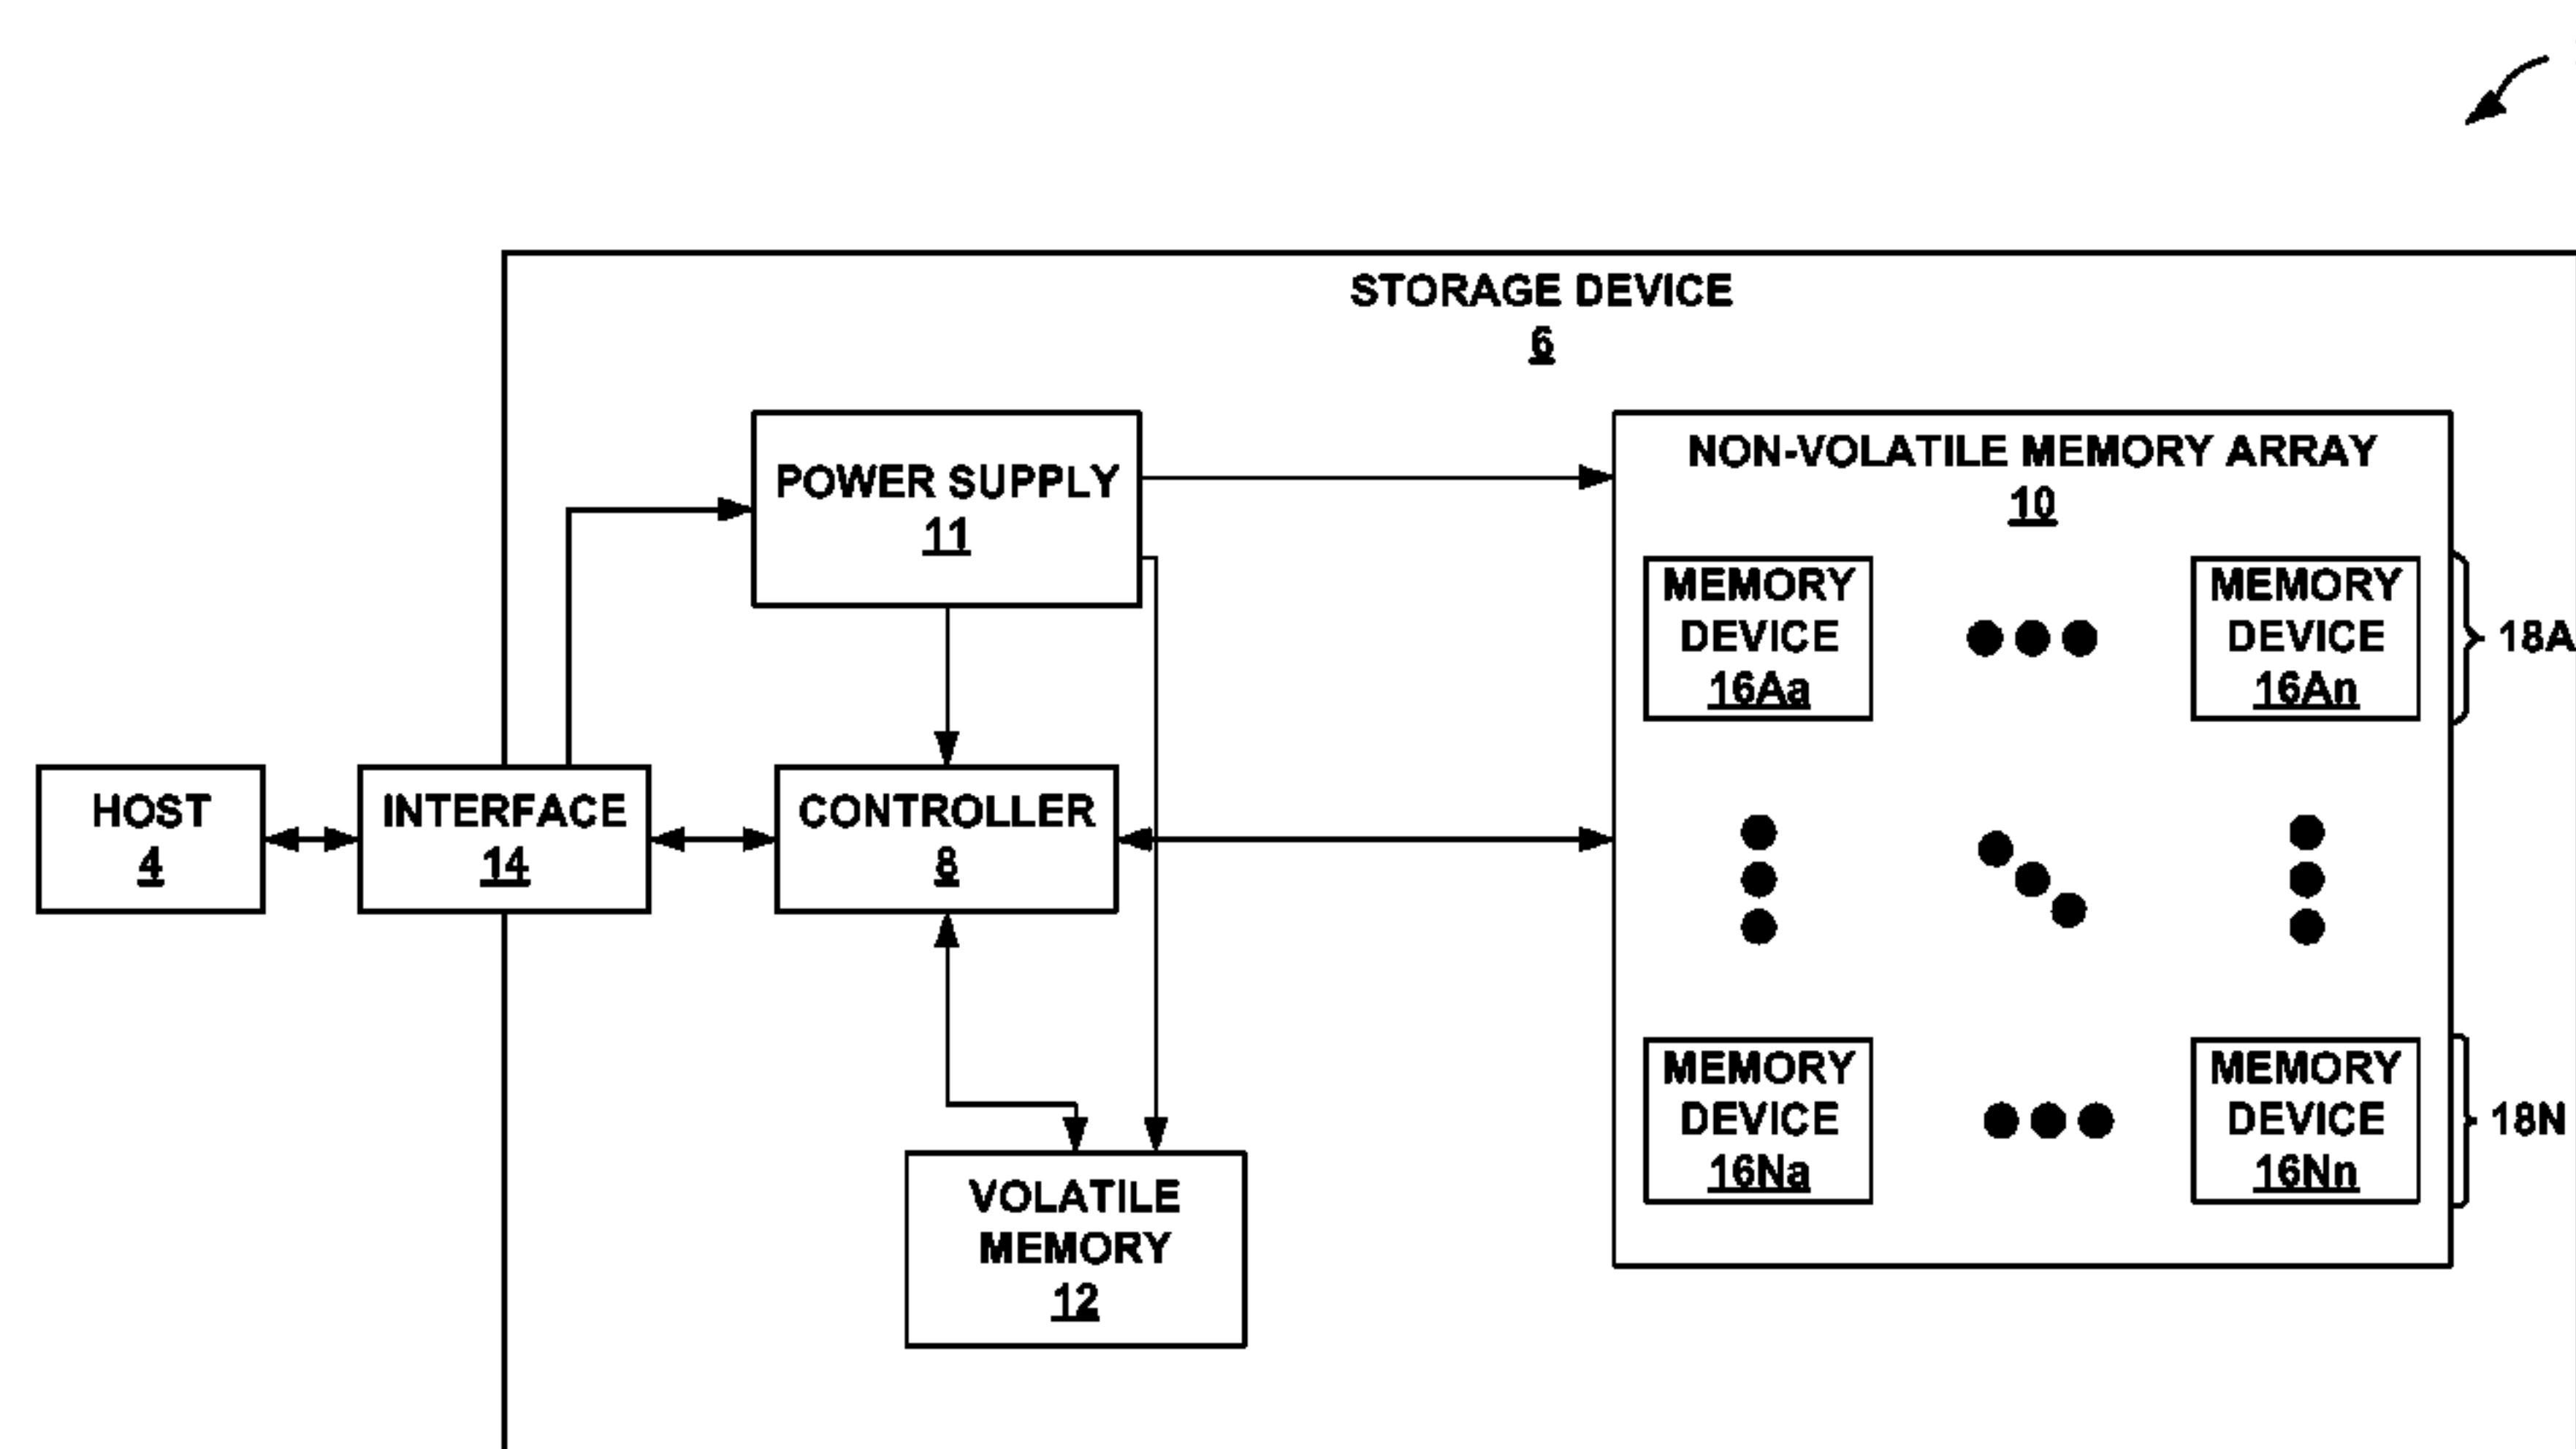 STORAGE DEVICE
6
POWER SUPPLY
11
NON-VOLATILE MEMORY ARRAY
10
MEMORY
DEVICE
16Aa
MEMORY
DEVICE
16An
18A
HOST
4
INTERFACE
14
CONTROLLER
8
MEMORY
DEVICE
16Na
MEMORY
DEVICE
16Nn
18N
VOLATILE
MEMORY
12